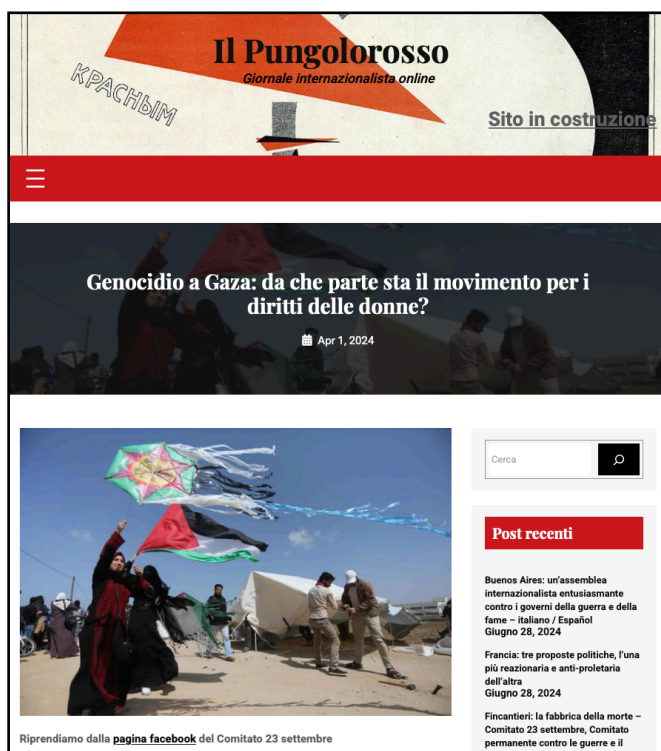 Il Pungolorosso
Giornale internazionalista online
КРАСНЫМ
Sito in costruzione
Genocidio a Gaza: da che parte sta il movimento per i
diritti delle donne?
Apr 1, 2024
Cerca
Post recenti
Buenos Aires: un'assemblea
internazionalista entusiasmante
contro i governi della guerra e della
fame – italiano / Español
Giugno 28, 2024
Francia: tre proposte politiche, l'una
più reazionaria e anti-proletaria
dell'altra
Giugno 28, 2024
Fincantieri: la fabbrica della morte –
Comitato 23 settembre, Comitato
permanente contro le guerre e il
Riprendiamo dalla pagina facebook del Comitato 23 settembre